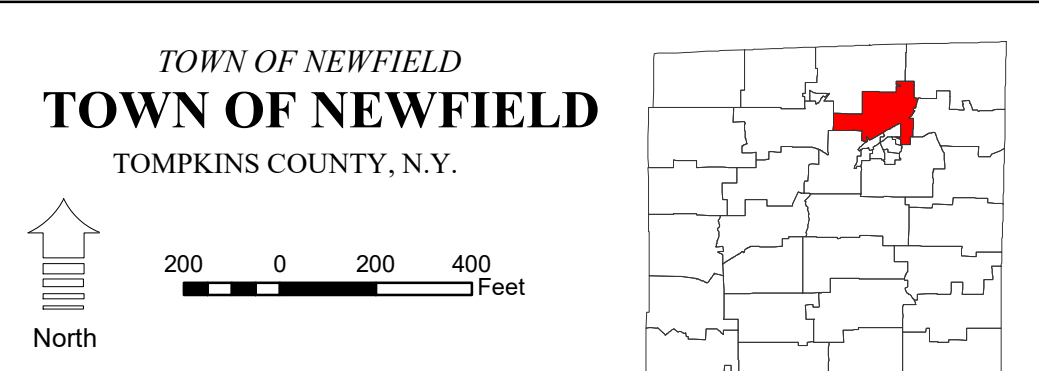 TOWN OF NEWFIELD
TOWN OF NEWFIELD
TOMPKINS COUNTY, N.Y.
200 0 200 400
Feet
North